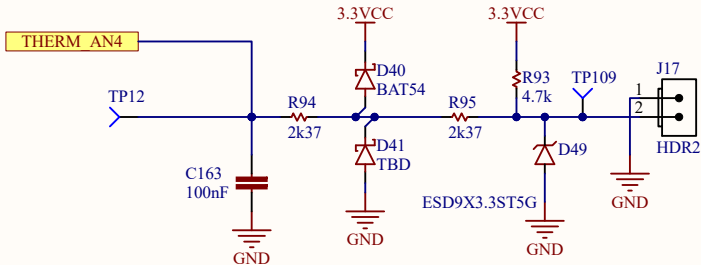 3.3VCC
3.3VCC
THERM_AN4
D40
BAT54
R93
4.7k
TP109
J17
TP12
R94
2k37
R95
2k37
1
2
D41
TBD
D49
HDR2
C163
100nF
ESD9X3.3ST5G
GND
GND
GND
GND